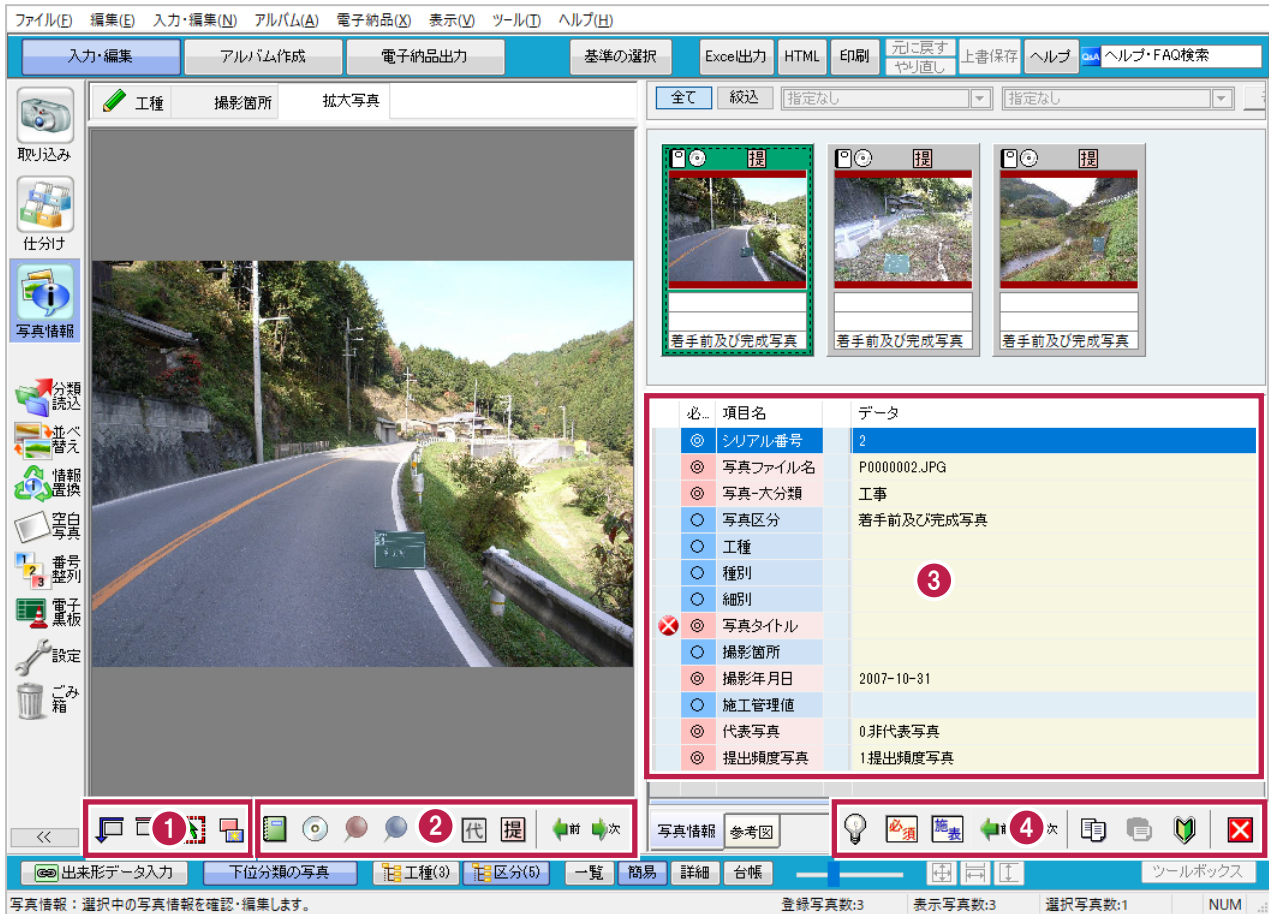 ファイル(F) 編集(E) 入力・編集(N) アルバム(A) 電子納品(X) 表示(V) ツール(T) ヘルプ(H)
入力・編集 アルバム作成 電子納品出力 基準の選択 Excel出力 HTML 印刷 元に戻す やり直し 上書保存 ヘルプ Q&A ヘルプ・FAQ検索
工種 撮影箇所 拡大写真
全て 絞込 指定なし 指定なし
取り込み
仕分け
写真情報
分類読込
並べ替え
情報置換
空白写真
番号整列
電子黒板
設定
ごみ箱
<<
提 提 提
着手前及び完成写真 着手前及び完成写真 着手前及び完成写真
必... 項目名 データ
◎ シリアル番号 2
◎ 写真ファイル名 P0000002.JPG
◎ 写真-大分類 工事
○ 写真区分 着手前及び完成写真
○ 工種
○ 種別
○ 細別
◎ 写真タイトル
○ 撮影箇所
◎ 撮影年月日 2007-10-31
○ 施工管理値
◎ 代表写真 0.非代表写真
◎ 提出頻度写真 1.提出頻度写真
3
1 2 代 提 前 次
写真情報 参考図 必須 施表 4 次
出来形データ入力 下位分類の写真 工種(3) 区分(5) 一覧 簡易 詳細 台帳 ツールボックス
写真情報：選択中の写真情報を確認・編集します。 登録写真数:3 表示写真数:3 選択写真数:1 NUM